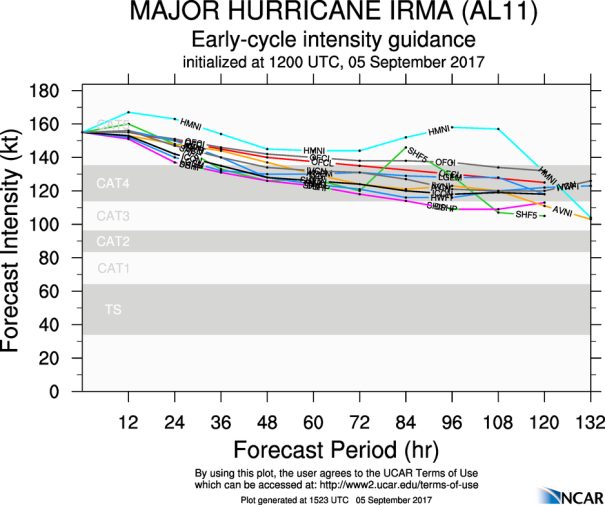 MAJOR HURRICANE IRMA (AL11)
Early-cycle intensity guidance
initialized at 1200 UTC, 05 September 2017
Forecast Intensity (kt)
180
160
140
120
100
80
60
40
20
0
CAT5
CAT4
CAT3
CAT2
CAT1
TS
HMNI
HMNI
HMNI
HMNI
OFCI
OFCI
OFCL
SHF5
SHF5
LGEM
HWFI
AVNI
12 24 36 48 60 72 84 96 108 120 132
Forecast Period (hr)
By using this plot, the user agrees to the UCAR Terms of Use
which can be accessed at: http://www2.ucar.edu/terms-of-use
Plot generated at 1523 UTC 05 September 2017
NCAR